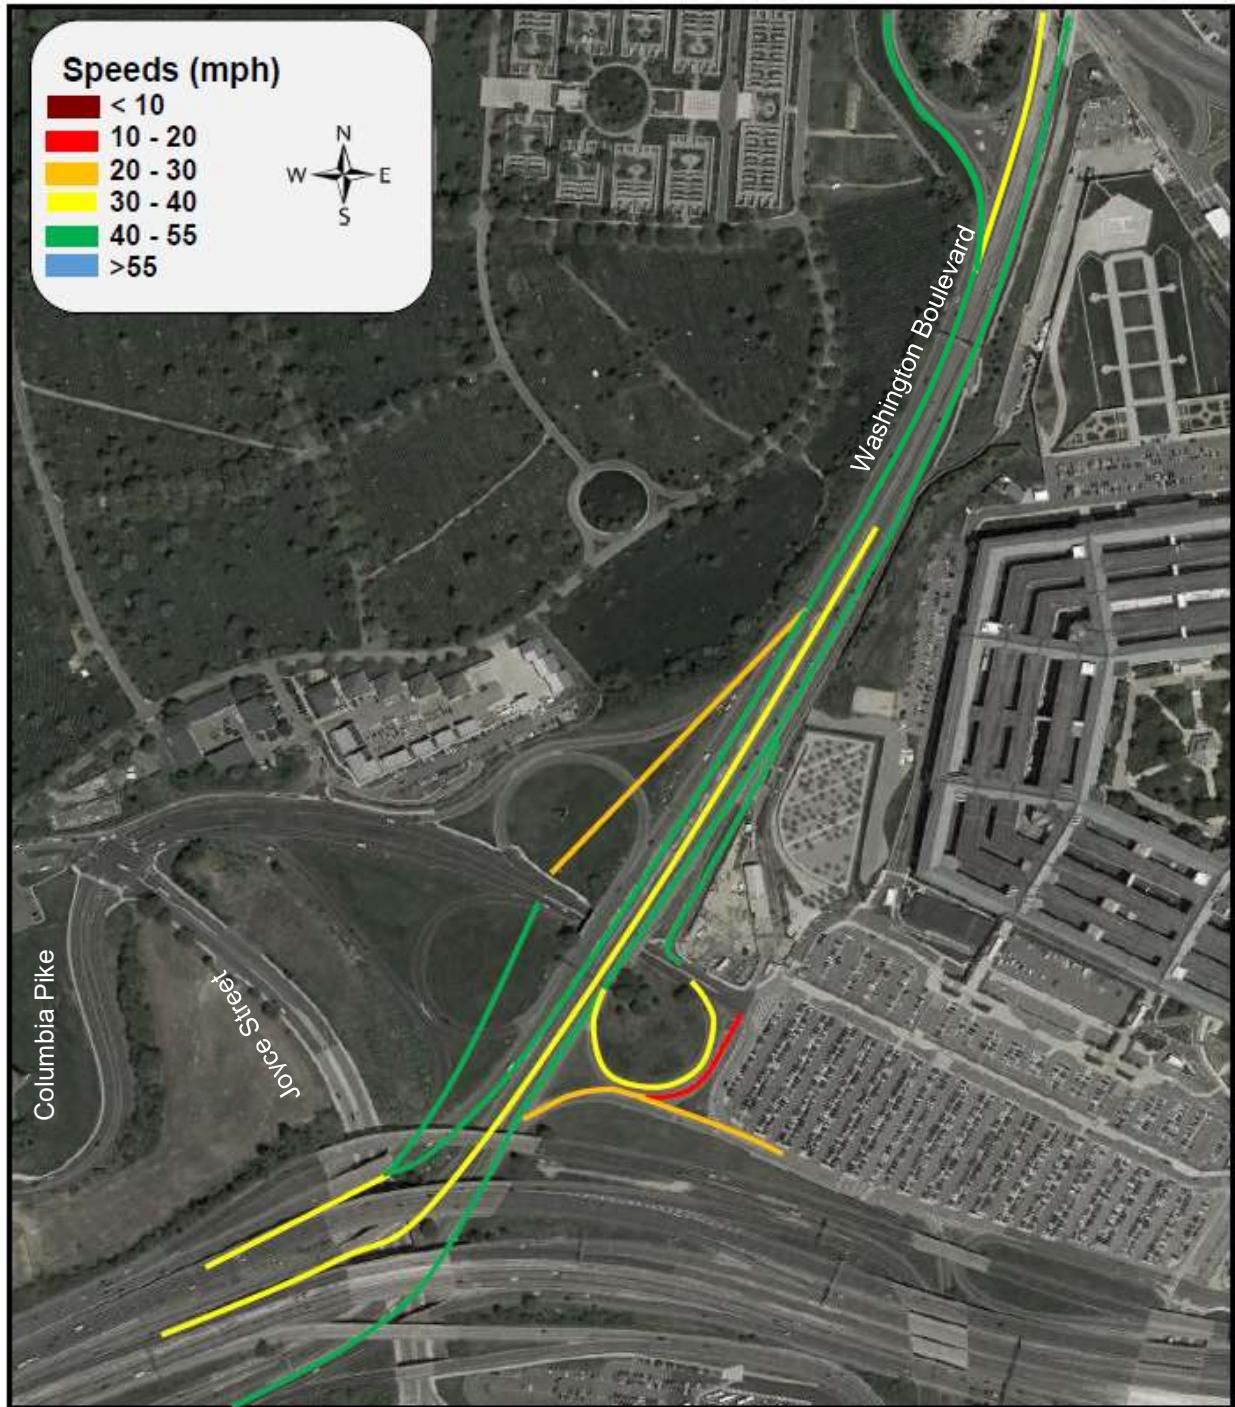 Speeds (mph)
< 10
10 - 20
20 - 30
30 - 40
40 - 55
>55
N
W E
S
Washington Boulevard
Joyce Street
Columbia Pike